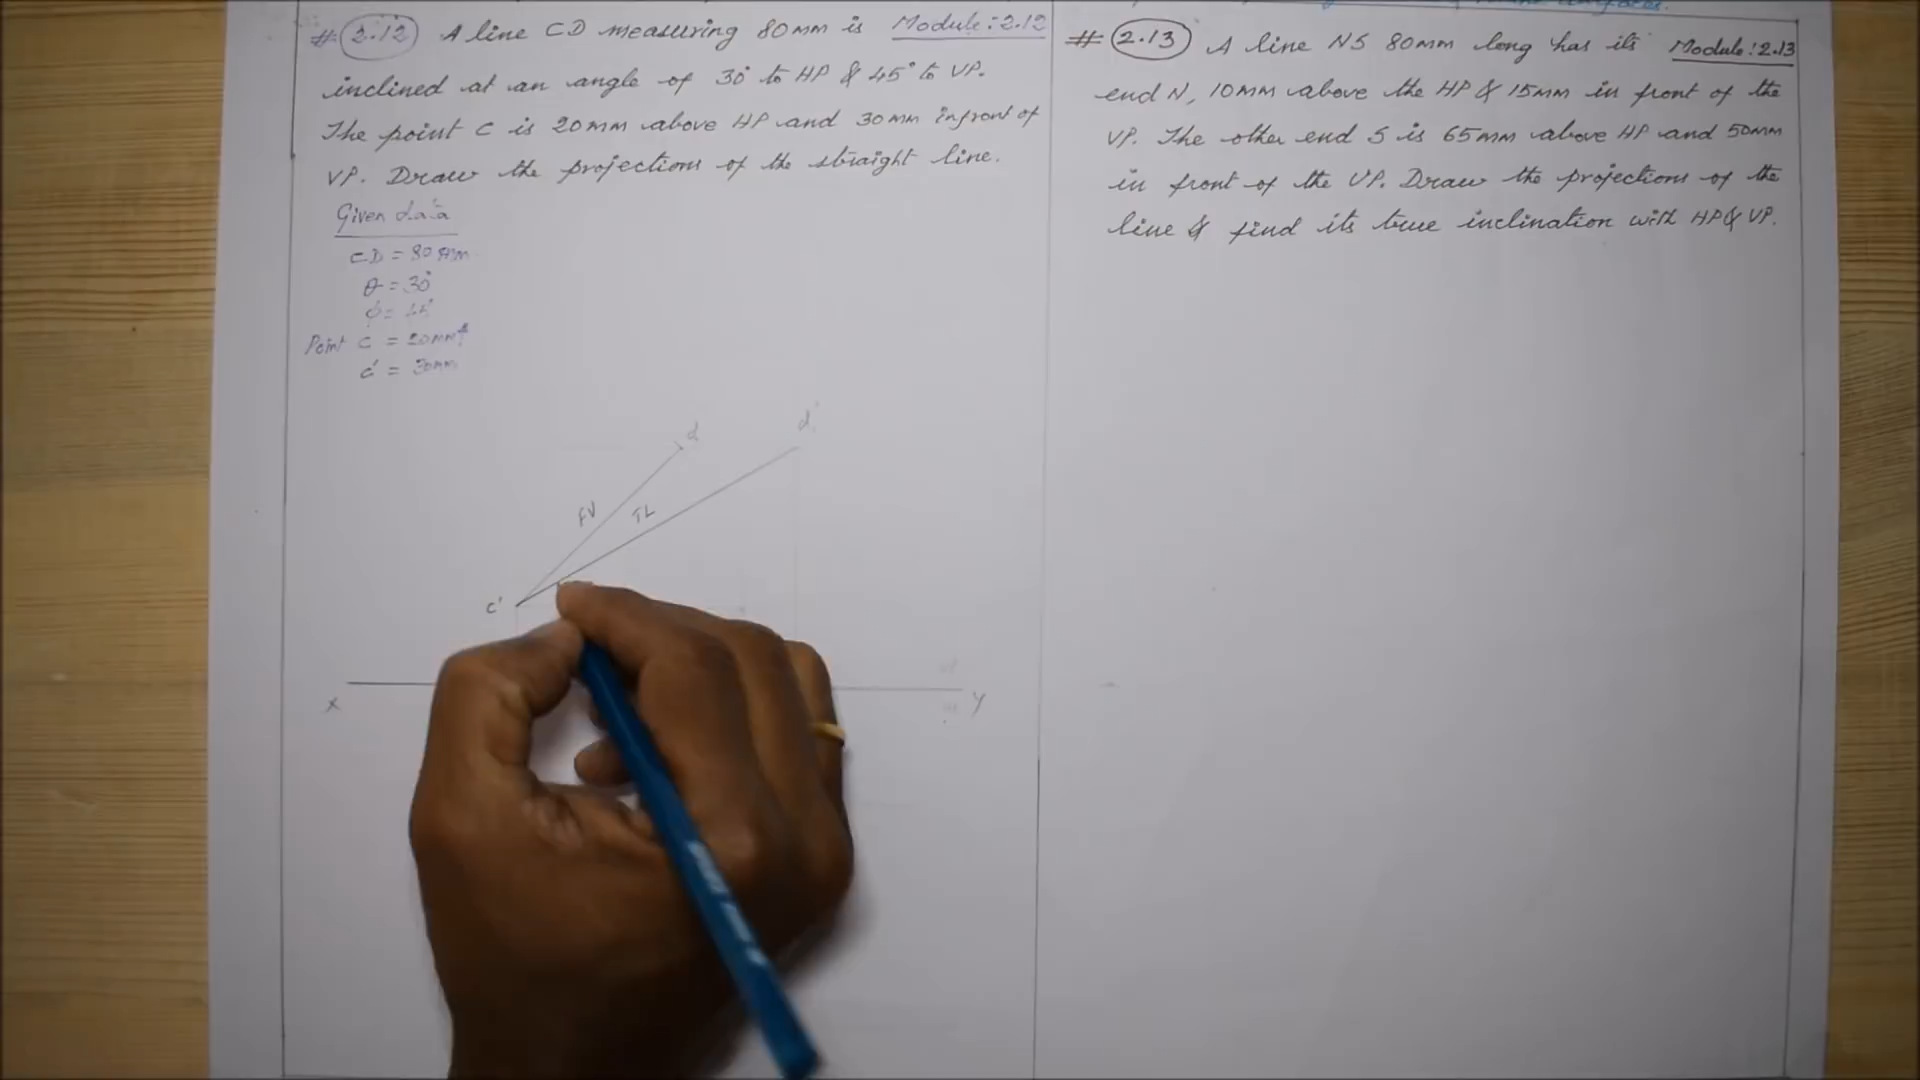 # 2.12 A line CD measuring 80mm is Module: 2.12
inclined at an angle of 30° to HP & 45° to VP.
The point C is 20mm above HP and 30mm infront of
VP. Draw the projections of the straight line.
Given data
CD = 80mm
θ = 30°
ϕ = 45°
Point C = 20mm↑
c' = 30mm
d'
d
FV
TL
c'
X
Y
# 2.13 A line NS 80mm long has its Module: 2.13
end N, 10mm above the HP & 15mm in front of the
VP. The other end S is 65mm above HP and 50mm
in front of the VP. Draw the projections of the
line & find its true inclination with HP & VP.